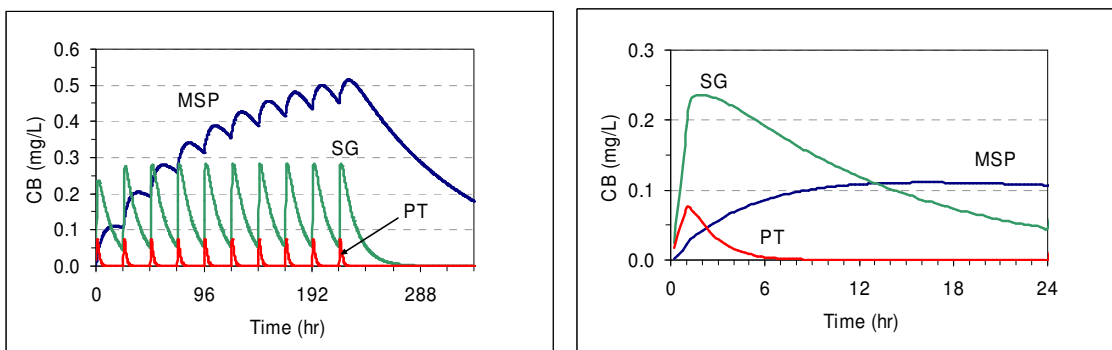 CB (mg/L)
0.6
0.5
0.4
0.3
0.2
0.1
0.0
MSP
SG
PT
0 96 192 288
Time (hr)
CB (mg/L)
0.3
0.2
0.1
0.0
SG
MSP
PT
0 6 12 18 24
Time (hr)